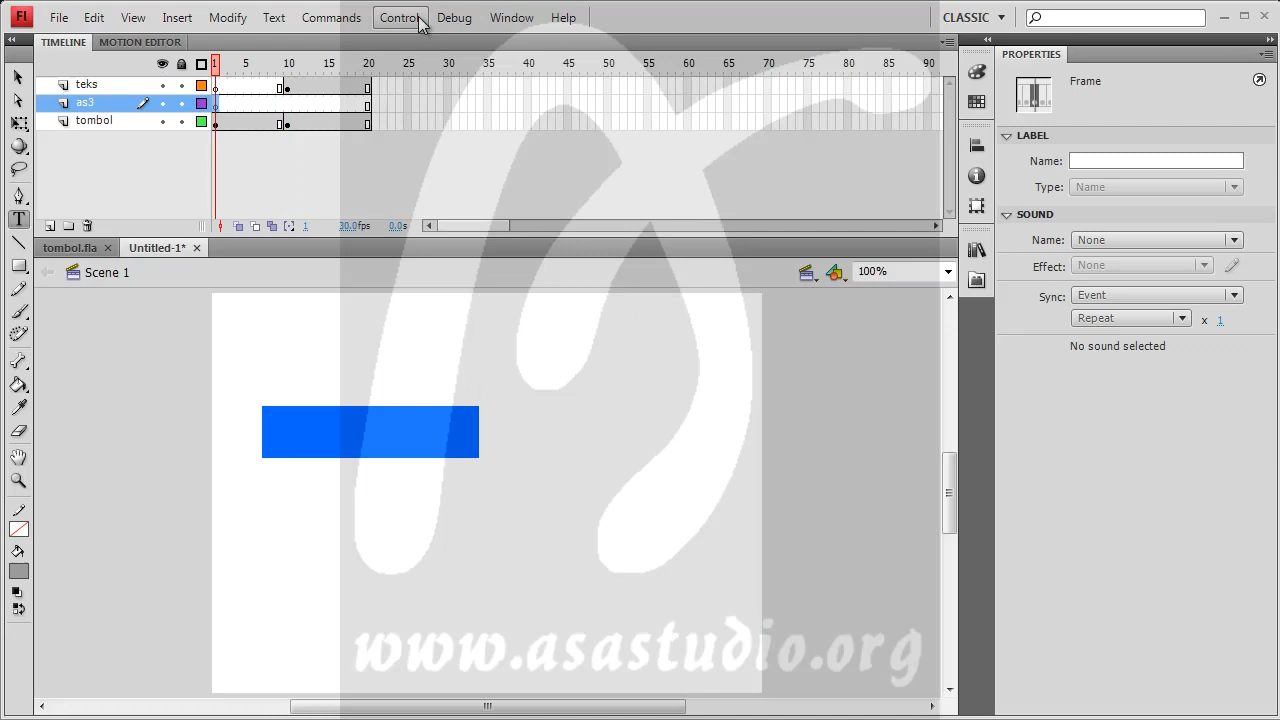 Fl File Edit View Insert Modify Text Commands Control Debug Window Help CLASSIC
TIMELINE MOTION EDITOR
1 5 10 15 20 25 30 35 40 45 50 55 60 65 70 75 80 85 90
teks
as3
tombol
1 30.0fps 0.0s
tombol.fla Untitled-1*
Scene 1 100%
PROPERTIES
Frame
LABEL
Name:
Type: Name
SOUND
Name: None
Effect: None
Sync: Event
Repeat x 1
No sound selected
www.asastudio.org